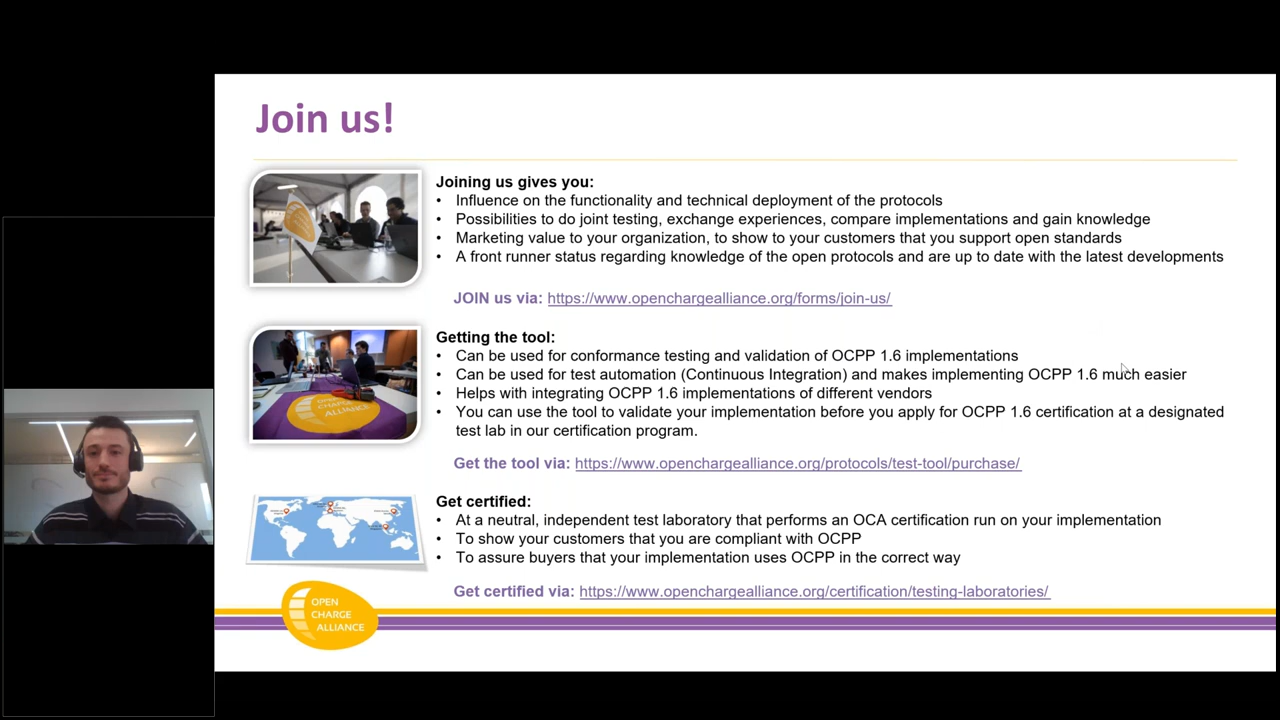 Join us!
Joining us gives you:
• Influence on the functionality and technical deployment of the protocols
• Possibilities to do joint testing, exchange experiences, compare implementations and gain knowledge
• Marketing value to your organization, to show to your customers that you support open standards
• A front runner status regarding knowledge of the open protocols and are up to date with the latest developments
JOIN us via: https://www.openchargealliance.org/forms/join-us/
Getting the tool:
• Can be used for conformance testing and validation of OCPP 1.6 implementations
• Can be used for test automation (Continuous Integration) and makes implementing OCPP 1.6 much easier
• Helps with integrating OCPP 1.6 implementations of different vendors
• You can use the tool to validate your implementation before you apply for OCPP 1.6 certification at a designated
test lab in our certification program.
OPEN
CHARGE
ALLIANCE
Get the tool via: https://www.openchargealliance.org/protocols/test-tool/purchase/
Get certified:
• At a neutral, independent test laboratory that performs an OCA certification run on your implementation
• To show your customers that you are compliant with OCPP
• To assure buyers that your implementation uses OCPP in the correct way
Get certified via: https://www.openchargealliance.org/certification/testing-laboratories/
OPEN
CHARGE
ALLIANCE